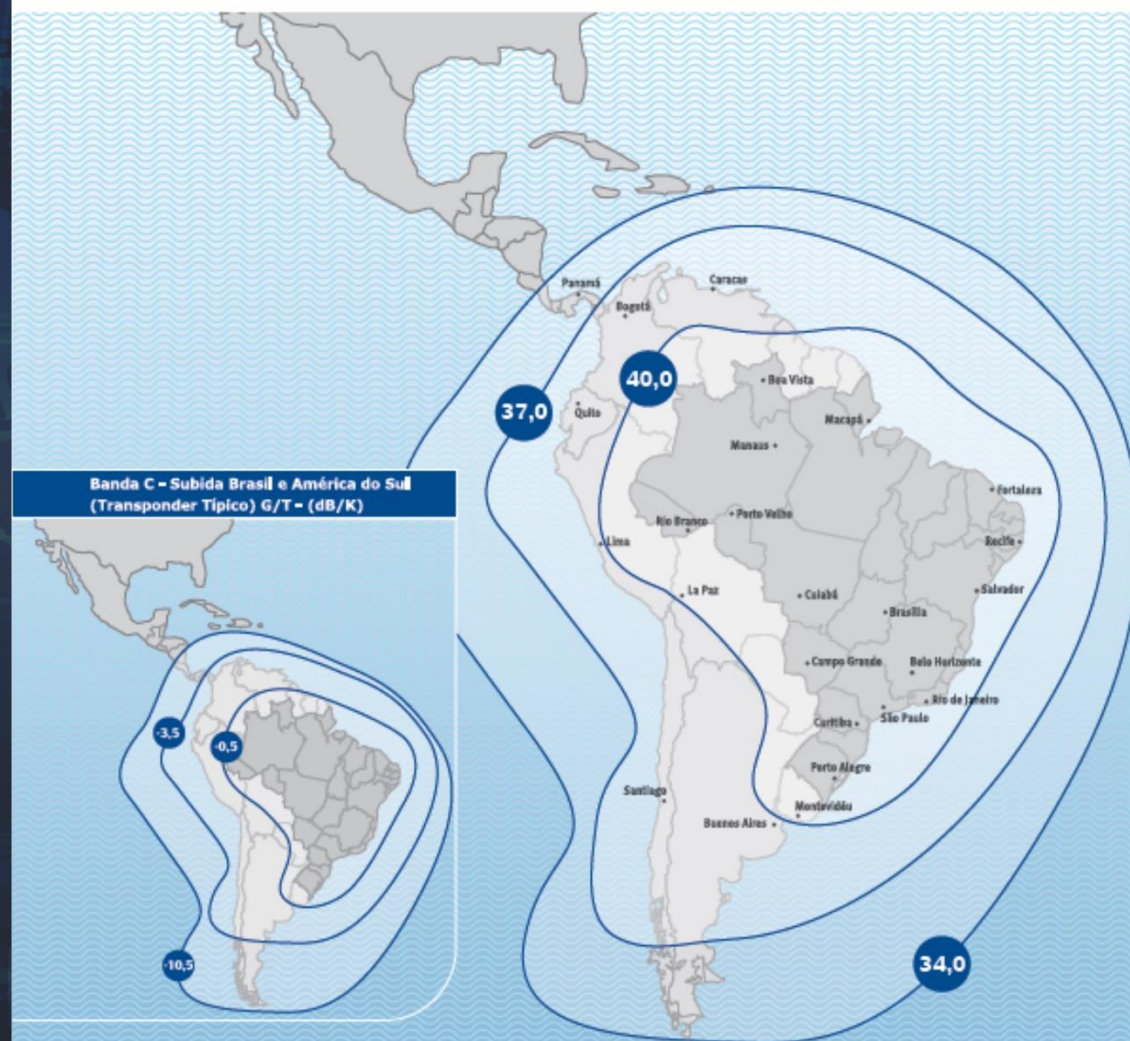 Panamá
Caracas
Bogotá
40,0
Boa Vista
37,0
Quito
Macapá
Manaus
Banda C - Subida Brasil e América do Sul
(Transponder Típico) G/T - (dB/K)
Fortaleza
Porto Velho
Rio Branco
Lima
Recife
La Paz
Cuiabá
Salvador
Brasília
Campo Grande
Belo Horizonte
Rio de Janeiro
São Paulo
Curitiba
-3,5
-0,5
Porto Alegre
Santiago
Montevidéu
Buenos Aires
-10,5
34,0